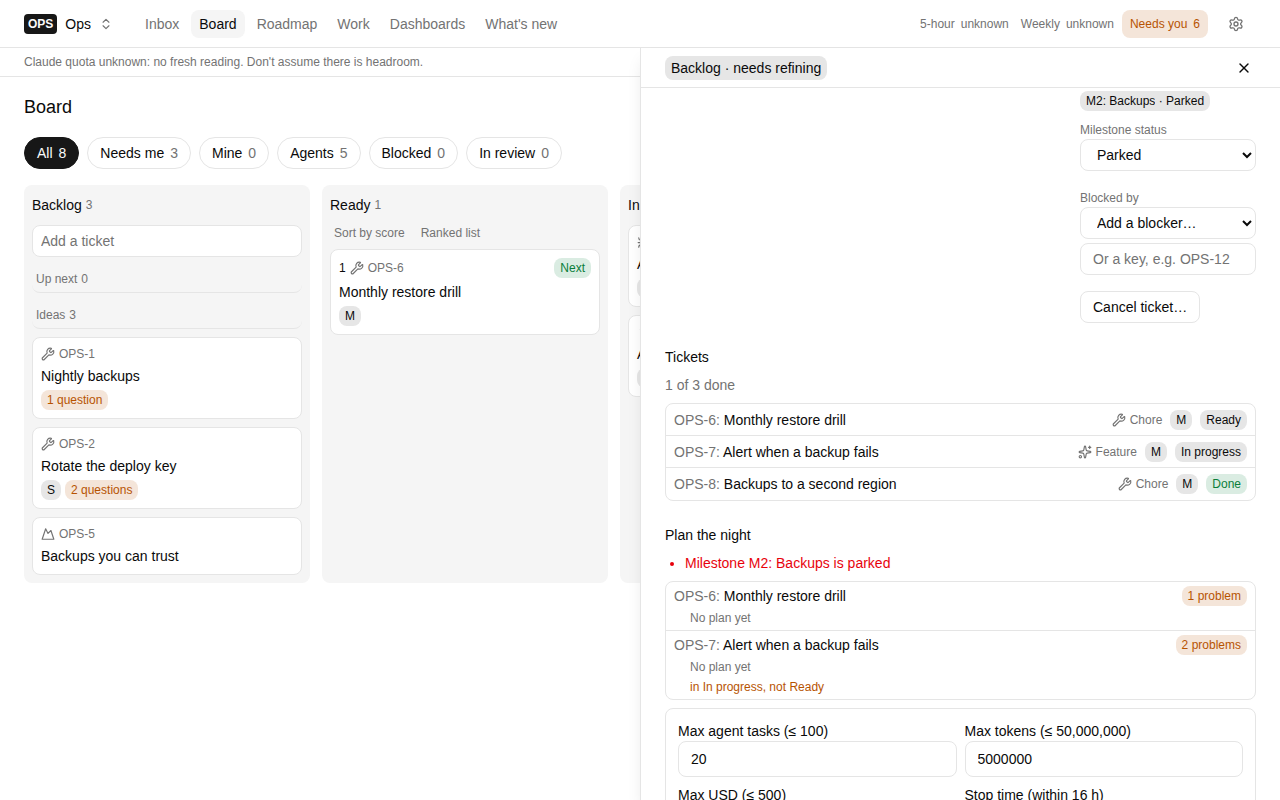 OPS Ops Inbox Board Roadmap Work Dashboards What's new 5-hour unknown Weekly unknown Needs you 6
Claude quota unknown: no fresh reading. Don't assume there is headroom.
Board
All 8 Needs me 3 Mine 0 Agents 5 Blocked 0 In review 0
Backlog 3
Add a ticket
Up next 0
Ideas 3
OPS-1
Nightly backups
1 question
OPS-2
Rotate the deploy key
S 2 questions
OPS-5
Backups you can trust
Ready 1
Sort by score Ranked list
1 OPS-6 Next
Monthly restore drill
M
In
Backlog · needs refining
M2: Backups · Parked
Milestone status
Parked
Blocked by
Add a blocker…
Or a key, e.g. OPS-12
Cancel ticket…
Tickets
1 of 3 done
OPS-6: Monthly restore drill Chore M Ready
OPS-7: Alert when a backup fails Feature M In progress
OPS-8: Backups to a second region Chore M Done
Plan the night
• Milestone M2: Backups is parked
OPS-6: Monthly restore drill 1 problem
No plan yet
OPS-7: Alert when a backup fails 2 problems
No plan yet
in In progress, not Ready
Max agent tasks (≤ 100) Max tokens (≤ 50,000,000)
20 5000000
Max USD (≤ 500) Stop time (within 16 h)